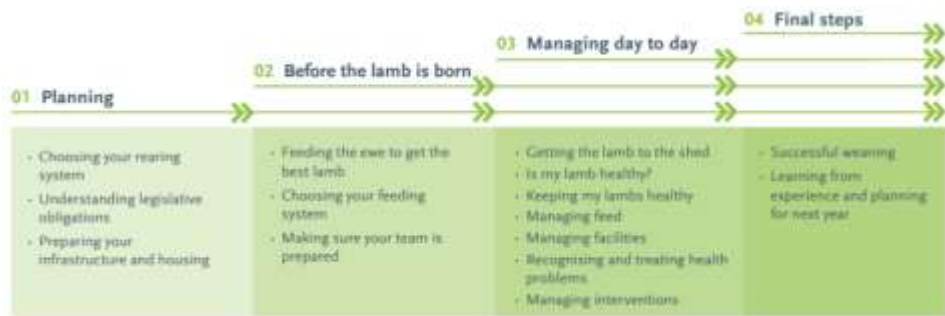 04 Final steps
03 Managing day to day
02 Before the lamb is born
01 Planning
- Choosing your rearing
system
- Understanding legislative
obligations
- Preparing your
infrastructure and housing
- Feeding the ewe to get the
best lamb
- Choosing your feeding
system
- Making sure your team is
prepared
- Getting the lamb to the shed
- Is my lamb healthy?
- Keeping my lambs healthy
- Managing feed
- Managing facilities
- Recognising and treating health
problems
- Managing interventions
- Successful weaning
- Learning from
experience and planning
for next year